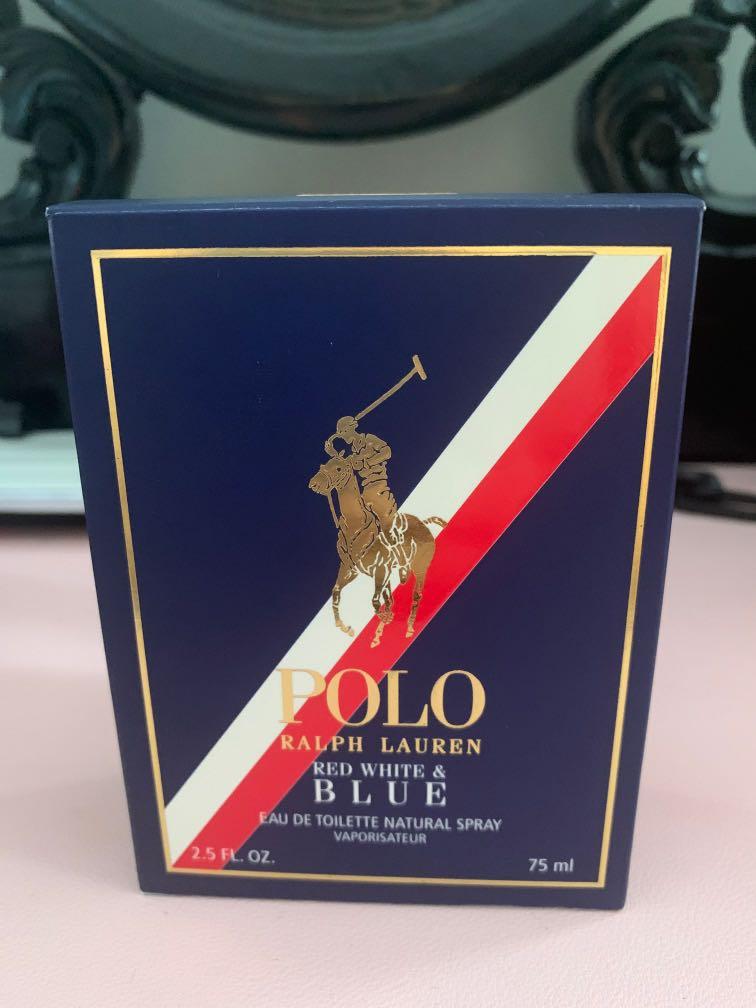 POLO
RALPH LAUREN
RED WHITE &
BLUE
EAU DE TOILETTE NATURAL SPRAY
VAPORISATEUR
2.5 FL. OZ. 75 ml